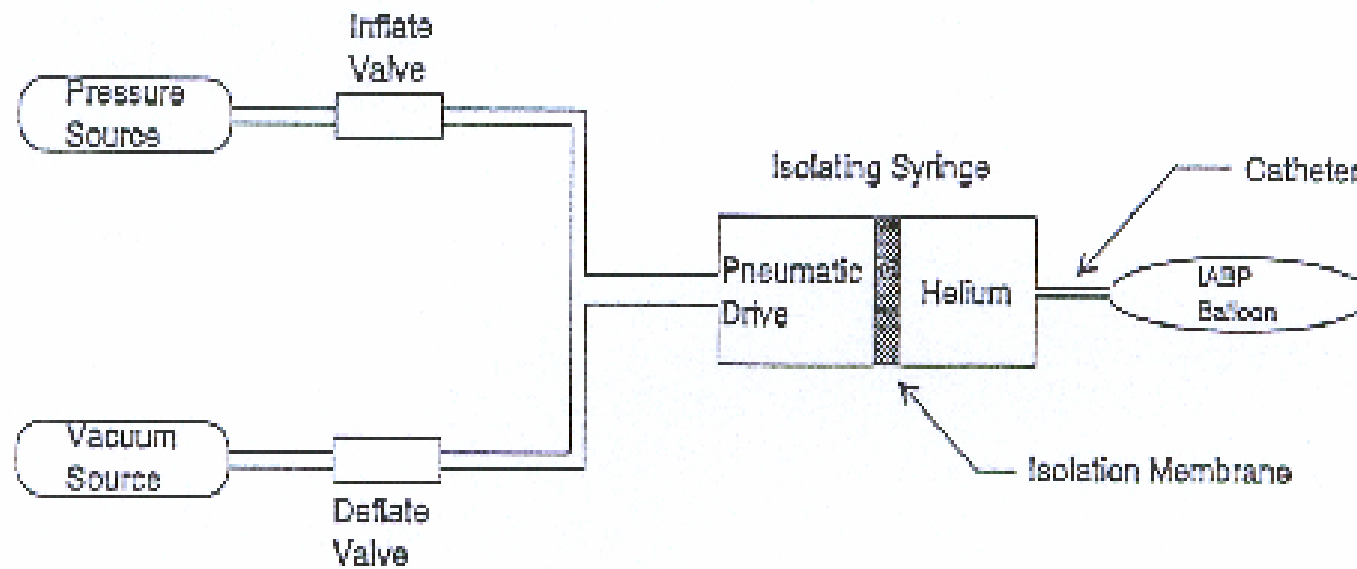 Inflate
Valve
Pressure
Source
Isolating Syringe
Catheter
Pneumatic
Drive
Helium
IABP
Balloon
Vacuum
Source
Isolation Membrane
Deflate
Valve